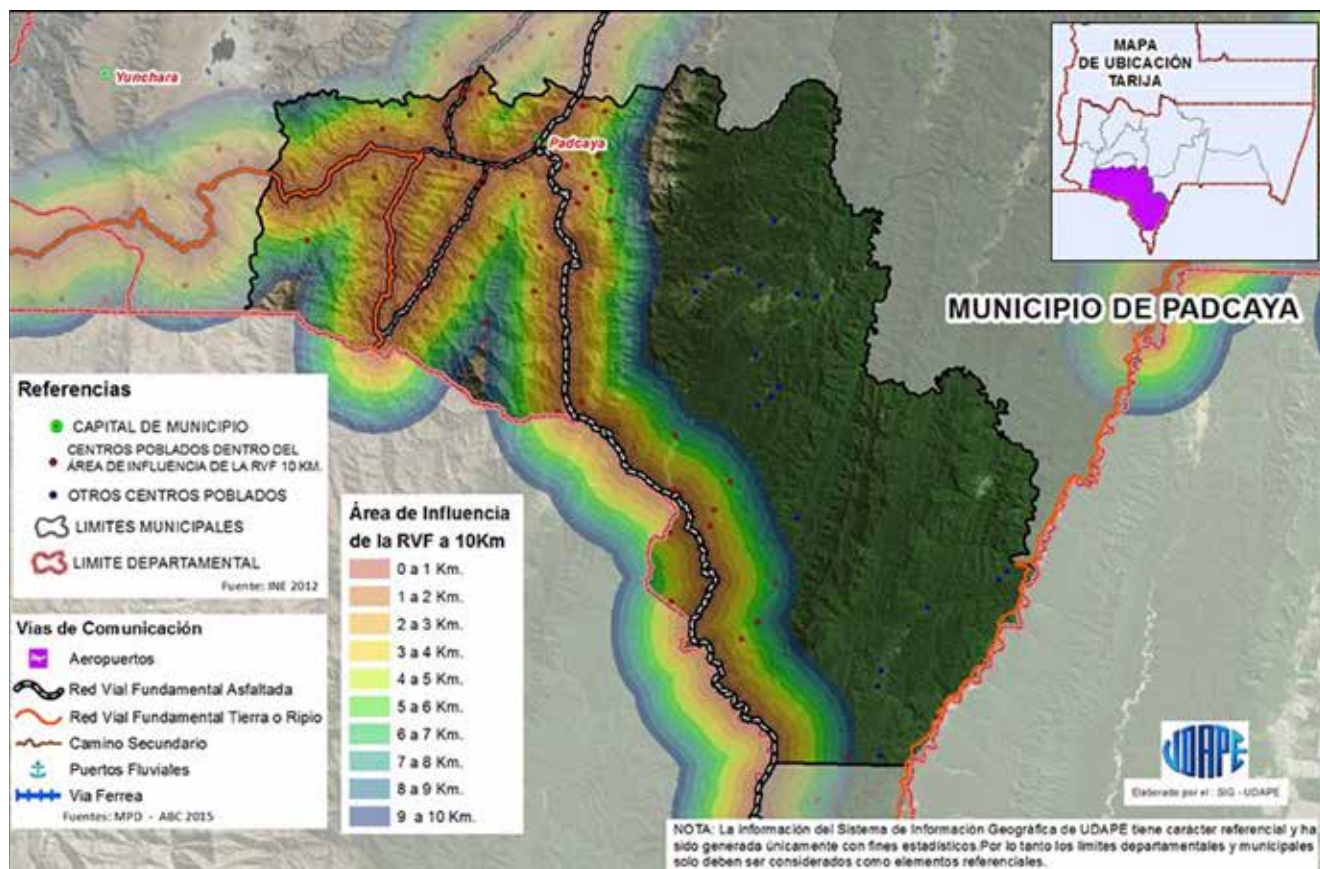 Yunchara
Padcaya
MAPA
DE UBICACIÓN
TARIJA
MUNICIPIO DE PADCAYA
Referencias
CAPITAL DE MUNICIPIO
CENTROS POBLADOS DENTRO DEL
ÁREA DE INFLUENCIA DE LA RVF 10 KM.
OTROS CENTROS POBLADOS
LIMITES MUNICIPALES
LIMITE DEPARTAMENTAL
Fuente: INE 2012
Vias de Comunicación
Aeropuertos
Red Vial Fundamental Asfaltada
Red Vial Fundamental Tierra o Ripio
Camino Secundario
Puertos Fluviales
Via Ferrea
Fuentes: MPD - ABC 2015
Área de Influencia
de la RVF a 10Km
0 a 1 Km.
1 a 2 Km.
2 a 3 Km.
3 a 4 Km.
4 a 5 Km.
5 a 6 Km.
6 a 7 Km.
7 a 8 Km.
8 a 9 Km.
9 a 10 Km.
UDAPE
Elaborado por el : SIG - UDAPE
NOTA: La Información del Sistema de Información Geográfica de UDAPE tiene carácter referencial y ha
sido generada únicamente con fines estadísticos.Por lo tanto los limites departamentales y municipales
solo deben ser considerados como elementos referenciales.